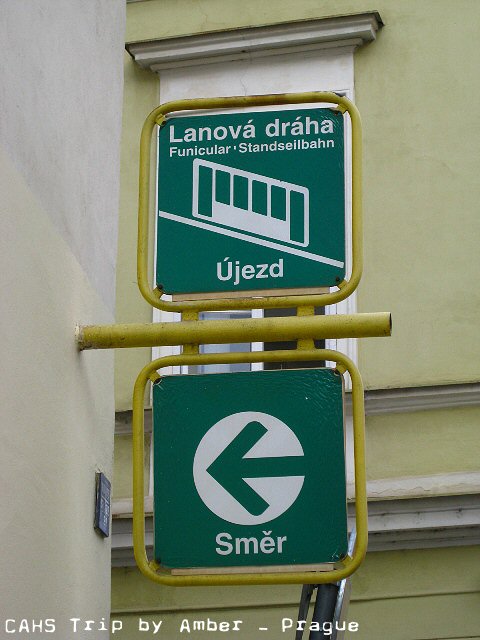 Lanová dráha
Funicular · Standseilbahn
Újezd
Směr
CAHS Trip by Amber - Prague